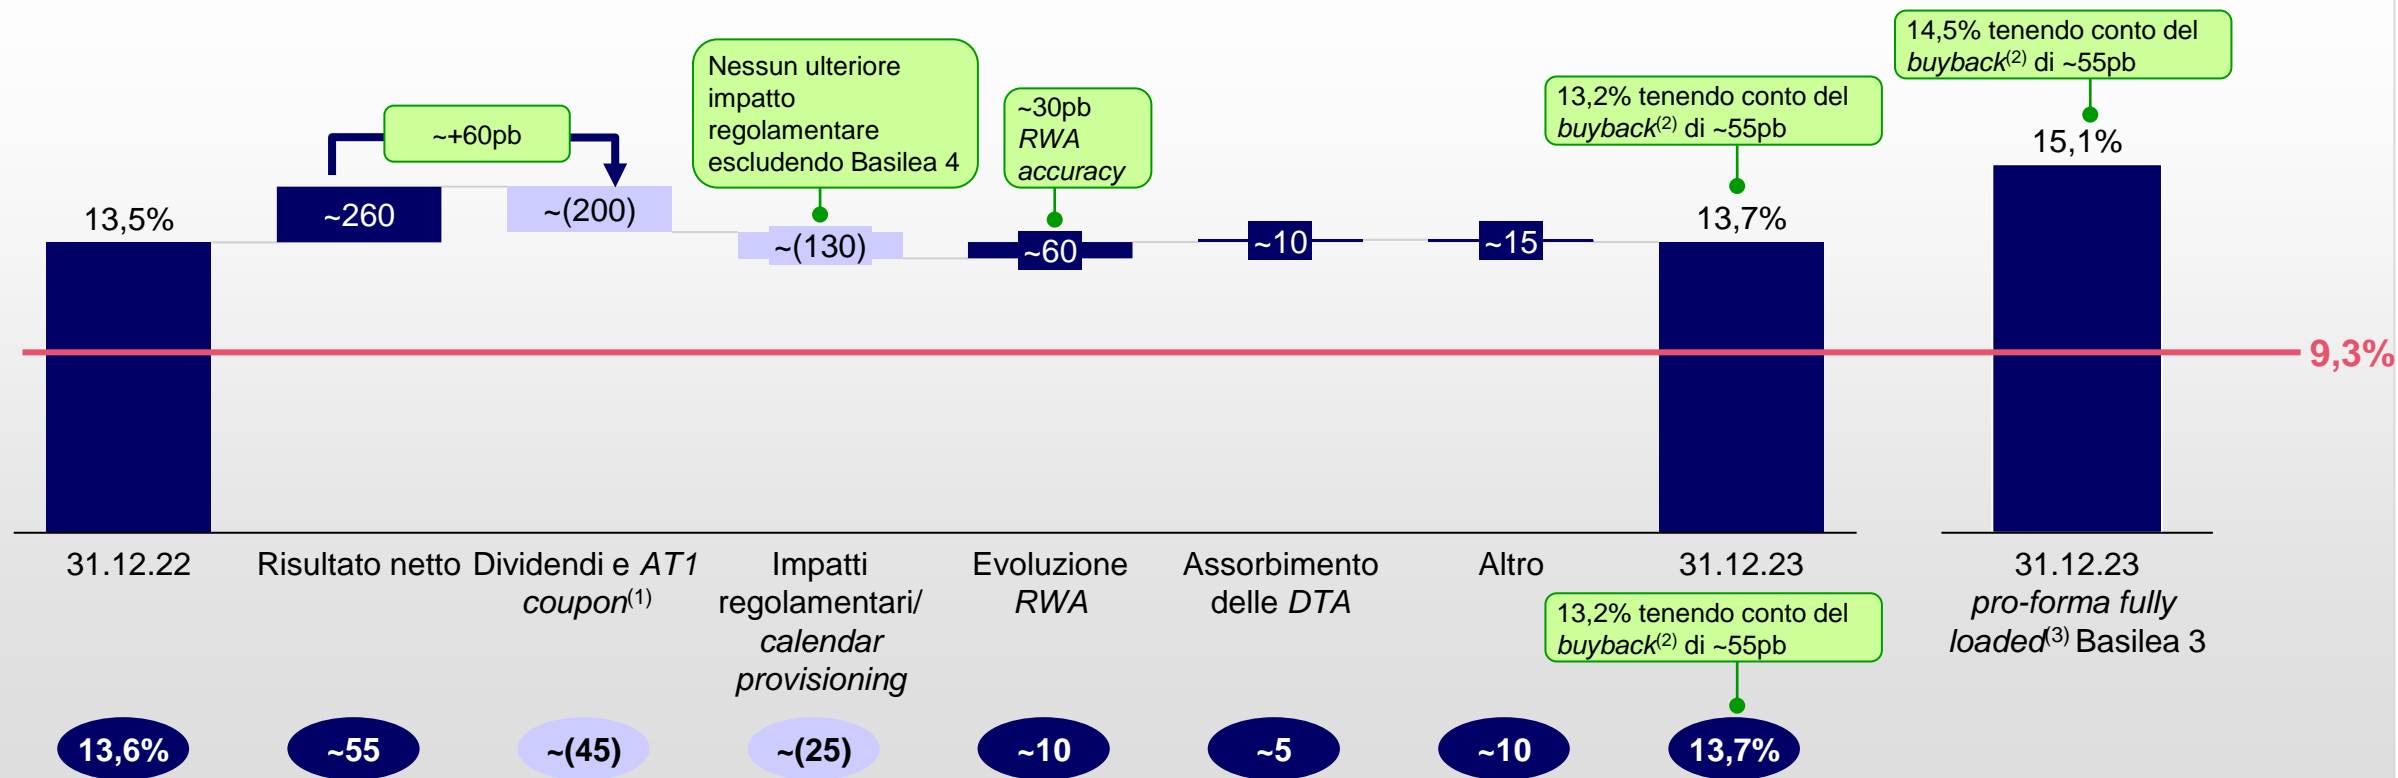 14,5% tenendo conto del
buyback(2) di ~55pb
Nessun ulteriore
impatto
regolamentare
escludendo Basilea 4
~30pb
RWA
accuracy
13,2% tenendo conto del
buyback(2) di ~55pb
~+60pb
15,1%
13,5%
~260
~(200)
~(130)
~60
~10
~15
13,7%
9,3%
31.12.22
Risultato netto
Dividendi e AT1
coupon(1)
Impatti
regolamentari/
calendar
provisioning
Evoluzione
RWA
Assorbimento
delle DTA
Altro
31.12.23
31.12.23
pro-forma fully
loaded(3) Basilea 3
13,2% tenendo conto del
buyback(2) di ~55pb
13,6%
~55
~(45)
~(25)
~10
~5
~10
13,7%